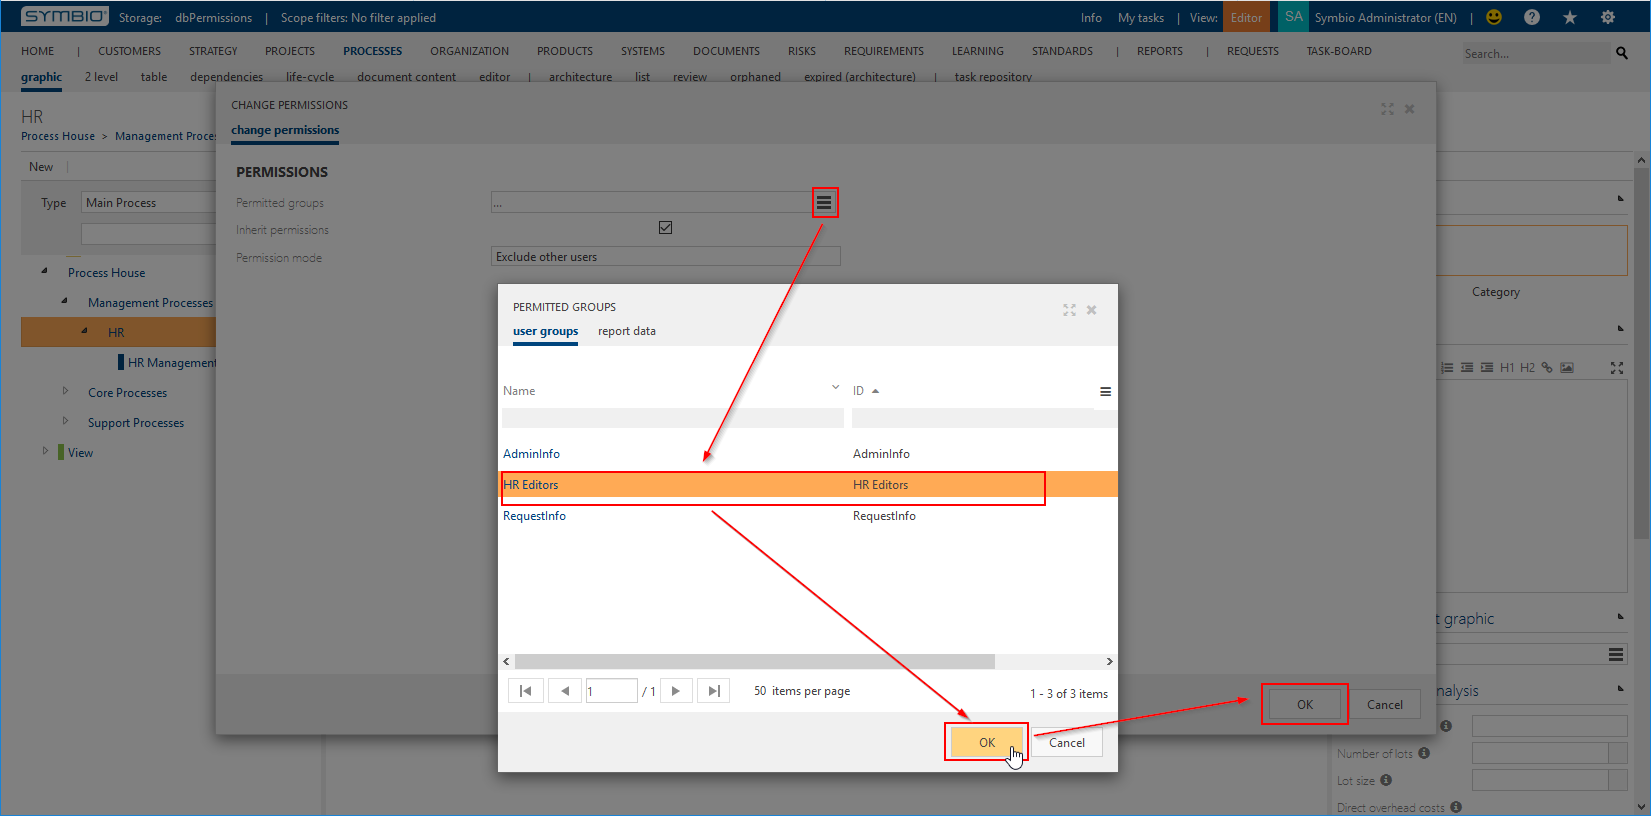 SYMBIO Storage: dbPermissions | Scope filters: No filter applied Info My tasks | View: Editor SA Symbio Administrator (EN) |
HOME | CUSTOMERS STRATEGY PROJECTS PROCESSES ORGANIZATION PRODUCTS SYSTEMS DOCUMENTS RISKS REQUIREMENTS LEARNING STANDARDS | REPORTS | REQUESTS TASK-BOARD Search...
graphic 2 level table dependencies life-cycle document content editor | architecture list review orphaned expired (architecture) | task repository
HR
Process House > Management Proce
New |
Type Main Process
Process House
Management Processes
HR
HR Management
Core Processes
Support Processes
View
CHANGE PERMISSIONS
change permissions
PERMISSIONS
Permitted groups ...
Inherit permissions
Permission mode Exclude other users
PERMITTED GROUPS
user groups report data
Name ID
AdminInfo AdminInfo
HR Editors HR Editors
RequestInfo RequestInfo
1 / 1 50 items per page 1 - 3 of 3 items
OK Cancel
OK Cancel
Category
H1 H2
t graphic
nalysis
Number of lots
Lot size
Direct overhead costs